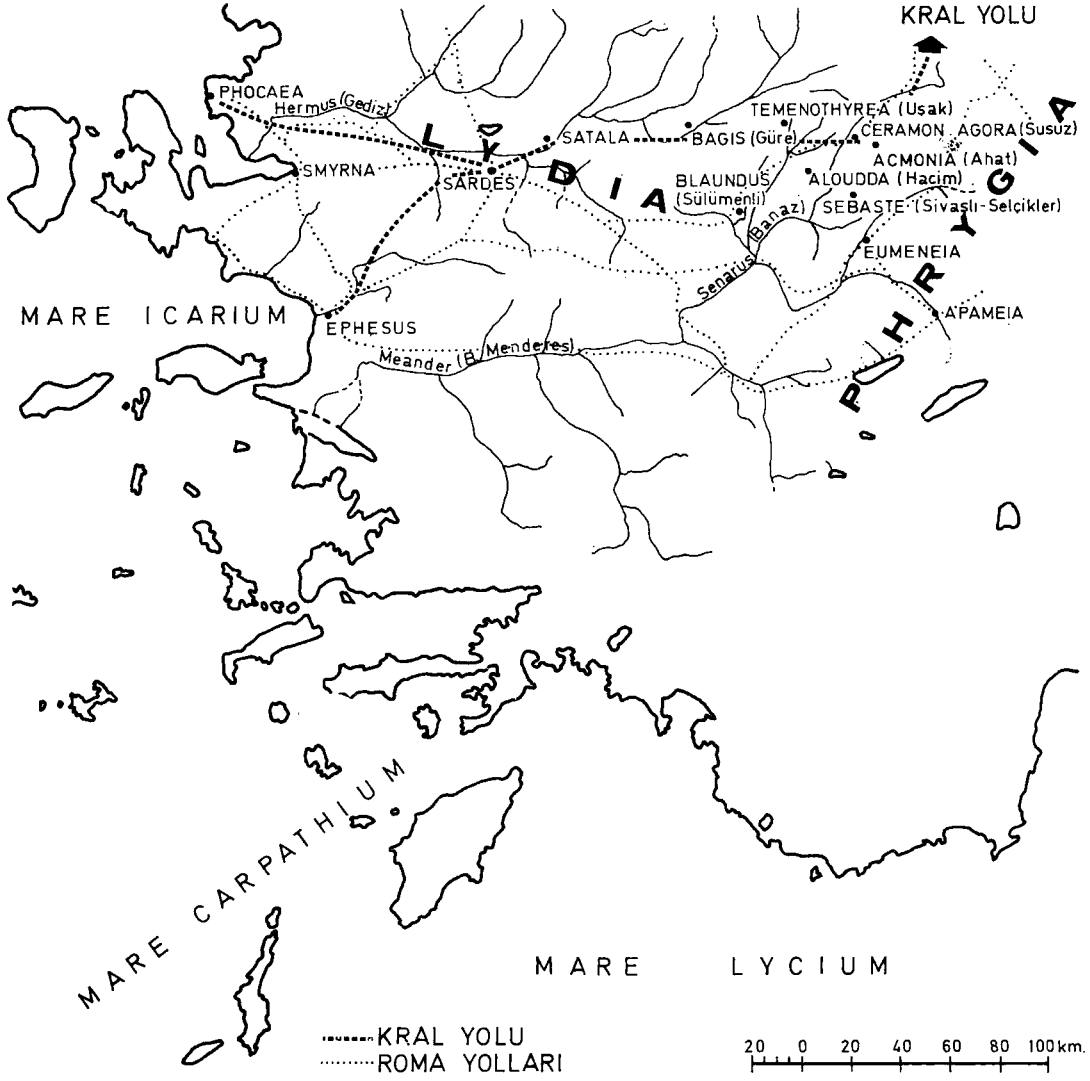 KRAL YOLU
PHOCAEA
Hermus (Gediz)
TEMENOTHYREA (Uşak)
LYDIA
SATALA
BAGIS (Güre)
CERAMON AGORA (Susuz)
SMYRNA
SARDES
ACMONIA (Ahat)
BLAUNDUS
(Sülümenli)
ALOUDDA (Hacim)
SEBASTE (Sivaslı-Selçikler)
PHRYGIA
Senarus (Banaz)
EUMENEIA
MARE ICARIUM
EPHESUS
APAMEIA
Meander (B. Menderes)
MARE CARPATHIUM
MARE LYCIUM
KRAL YOLU
ROMA YOLLARI
20 0 20 40 60 80 100 km.